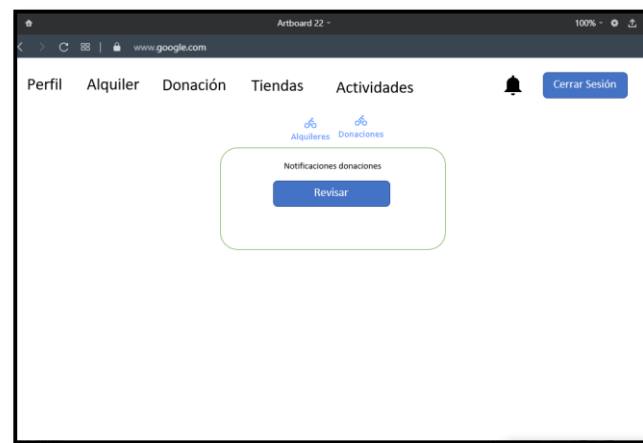 Artboard 22
100%
www.google.com
Perfil Alquiler Donación Tiendas Actividades Cerrar Sesión
Alquileres Donaciones
Notificaciones donaciones
Revisar